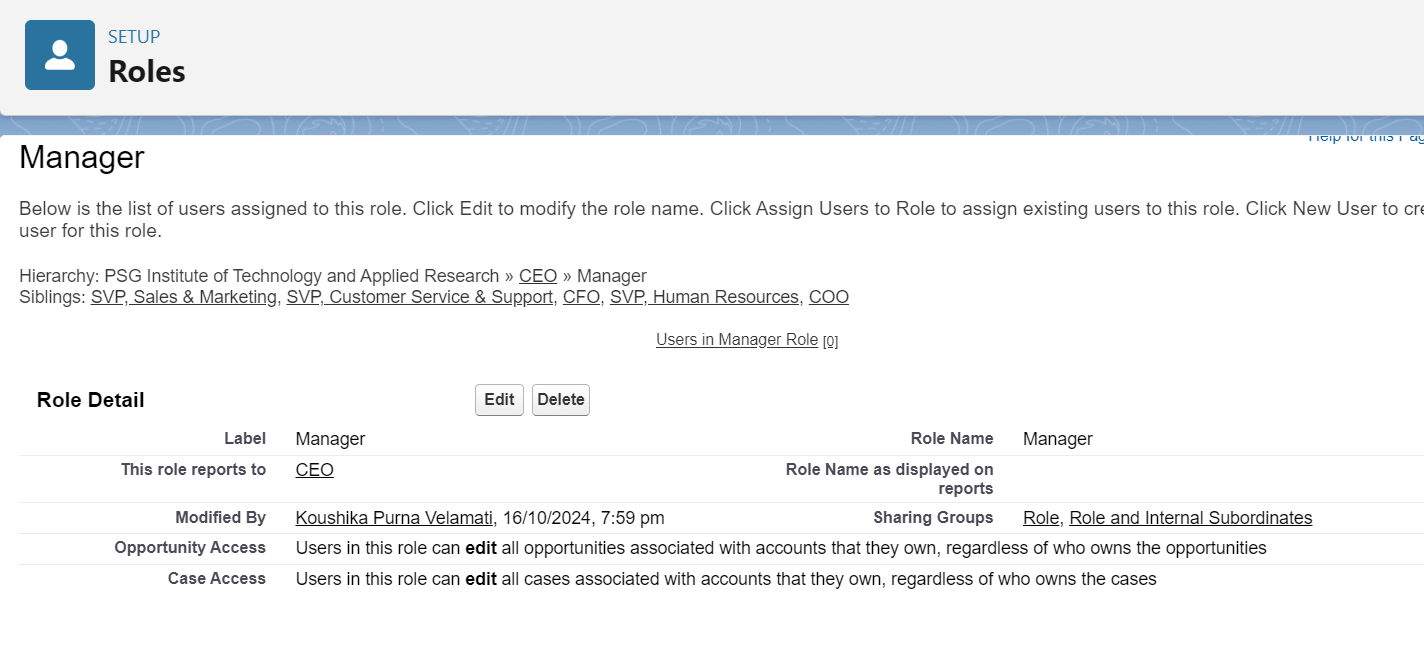 SETUP
Roles
Help for this Pag
Manager
Below is the list of users assigned to this role. Click Edit to modify the role name. Click Assign Users to Role to assign existing users to this role. Click New User to cre
user for this role.
Hierarchy: PSG Institute of Technology and Applied Research » CEO » Manager
Siblings: SVP, Sales & Marketing, SVP, Customer Service & Support, CFO, SVP, Human Resources, COO
Users in Manager Role [0]
Role Detail Edit Delete
Label Manager Role Name Manager
This role reports to CEO Role Name as displayed on
reports
Modified By Koushika Purna Velamati, 16/10/2024, 7:59 pm Sharing Groups Role, Role and Internal Subordinates
Opportunity Access Users in this role can edit all opportunities associated with accounts that they own, regardless of who owns the opportunities
Case Access Users in this role can edit all cases associated with accounts that they own, regardless of who owns the cases